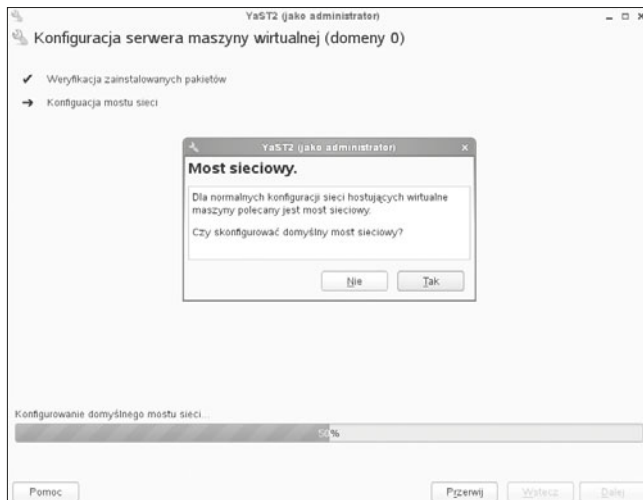 YaST2 (jako administrator)
Konfiguracja serwera maszyny wirtualnej (domeny 0)
Weryfikacja zainstalowanych pakietów
Konfiguacja mostu sieci
YaST2 (jako administrator)
Most sieciowy.
Dla normalnych konfiguracji sieci hostujących wirtualne
maszyny polecany jest most sieciowy.
Czy skonfigurować domyślny most sieciowy?
Nie
Tak
Konfigurowanie domyślnego mostu sieci...
50%
Pomoc
Przerwij
Wstecz
Dalej